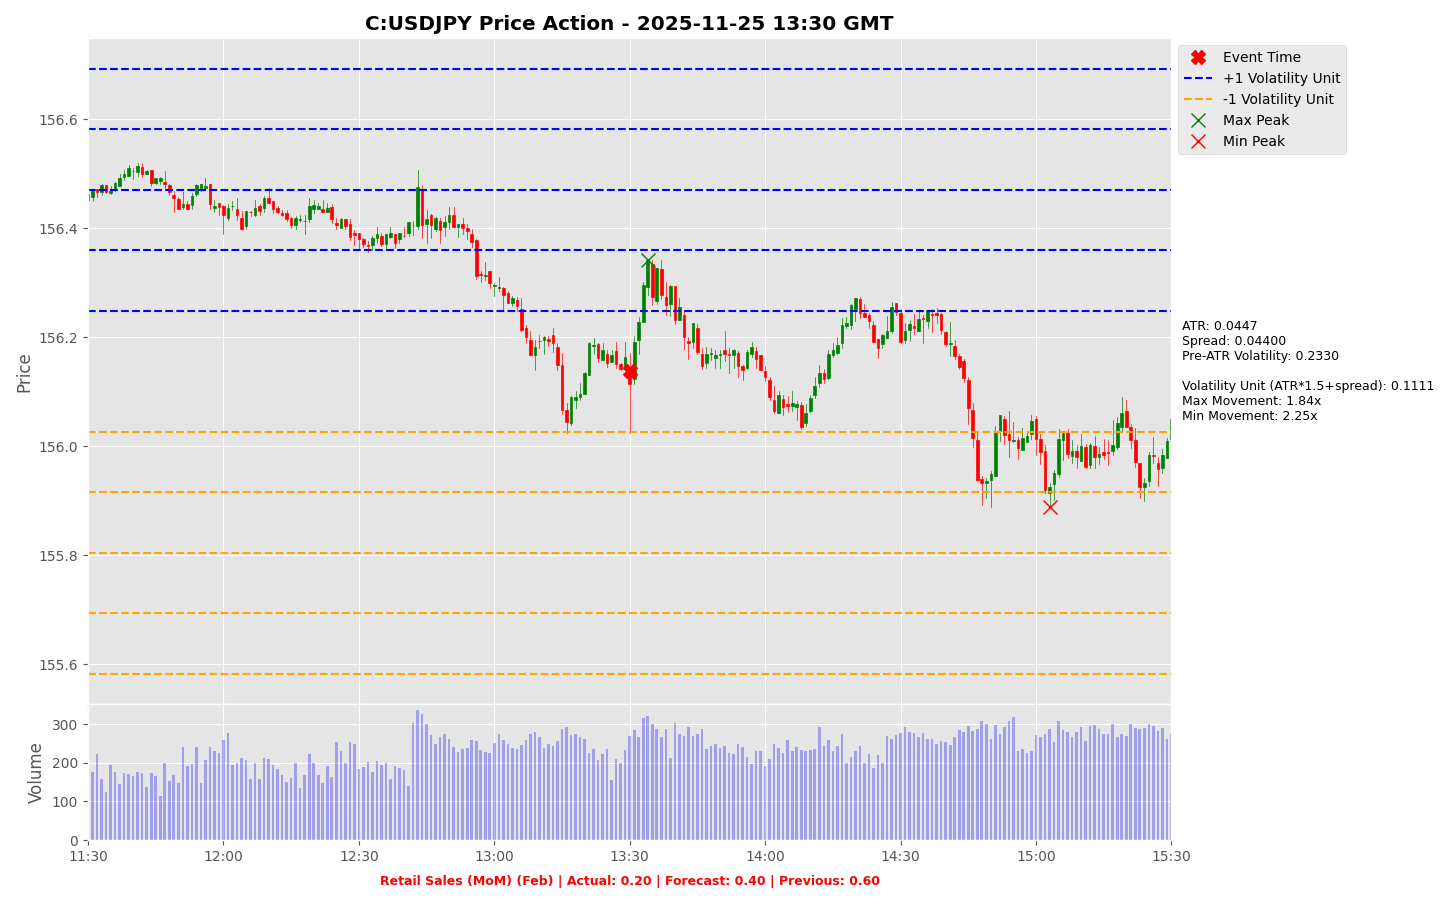 C:USDJPY Price Action - 2025-11-25 13:30 GMT
Event Time
+1 Volatility Unit
-1 Volatility Unit
Max Peak
Min Peak
Price
156.6
156.4
156.2
156.0
155.8
155.6
ATR: 0.0447
Spread: 0.04400
Pre-ATR Volatility: 0.2330
Volatility Unit (ATR*1.5+spread): 0.1111
Max Movement: 1.84x
Min Movement: 2.25x
Volume
300
200
100
0
11:30 12:00 12:30 13:00 13:30 14:00 14:30 15:00 15:30
Retail Sales (MoM) (Feb) | Actual: 0.20 | Forecast: 0.40 | Previous: 0.60